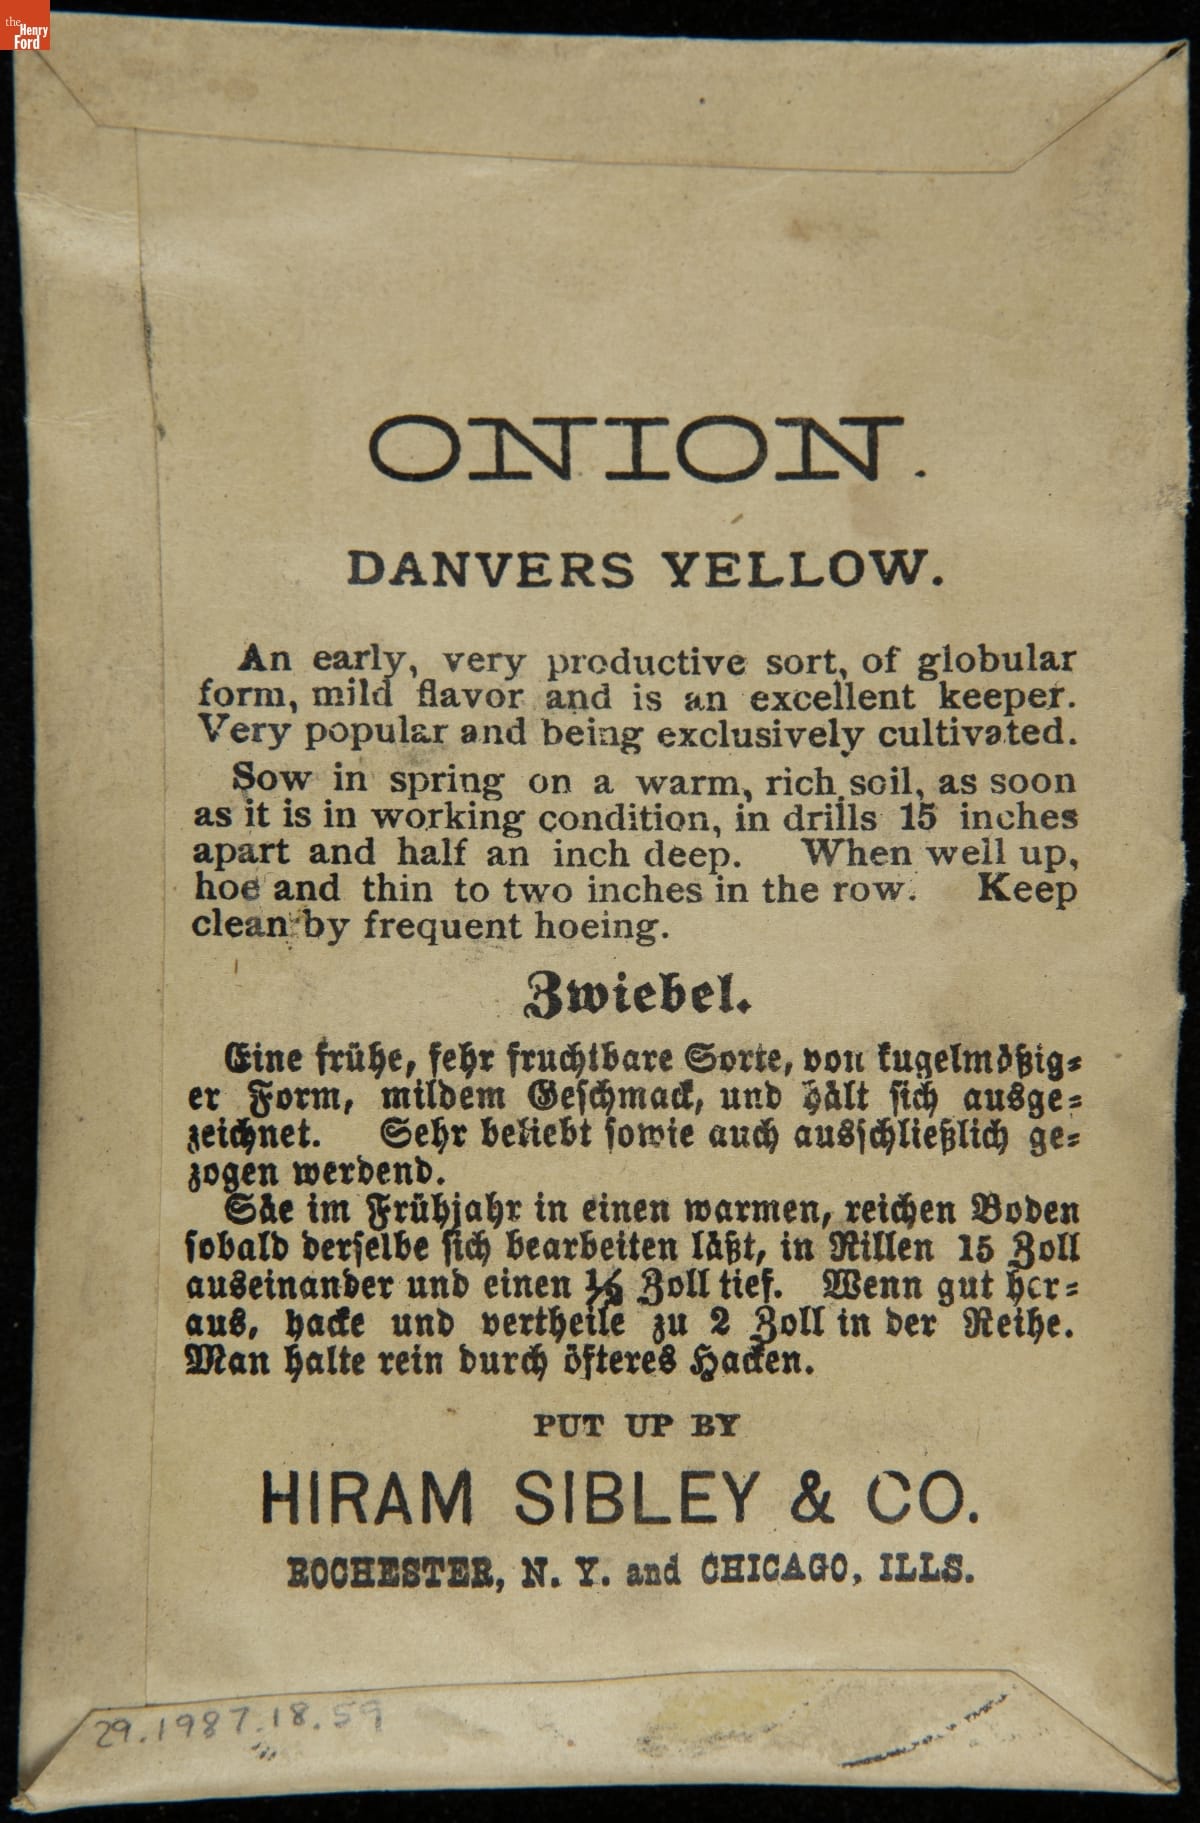 the
Henry
Ford
ONION.
DANVERS YELLOW.
An early, very productive sort, of globular
form, mild flavor and is an excellent keeper.
Very popular and being exclusively cultivated.
Sow in spring on a warm, rich soil, as soon
as it is in working condition, in drills 15 inches
apart and half an inch deep. When well up,
hoe and thin to two inches in the row. Keep
clean by frequent hoeing.
Zwiebel.
Eine frühe, sehr fruchtbare Sorte, von kugelmößig-
er Form, mildem Geschmack, und hält sich ausge-
zeichnet. Sehr beliebt sowie auch ausschließlich ge-
zogen werdend.
Säe im Frühjahr in einen warmen, reichen Boden
sobald derselbe sich bearbeiten läßt, in Rillen 15 Zoll
auseinander und einen ½ Zoll tief. Wenn gut her-
aus, hacke und vertheile zu 2 Zoll in der Reihe.
Man halte rein durch öfteres Hacken.
PUT UP BY
HIRAM SIBLEY & CO.
ROCHESTER, N. Y. and CHICAGO, ILLS.
29.1987.18.59